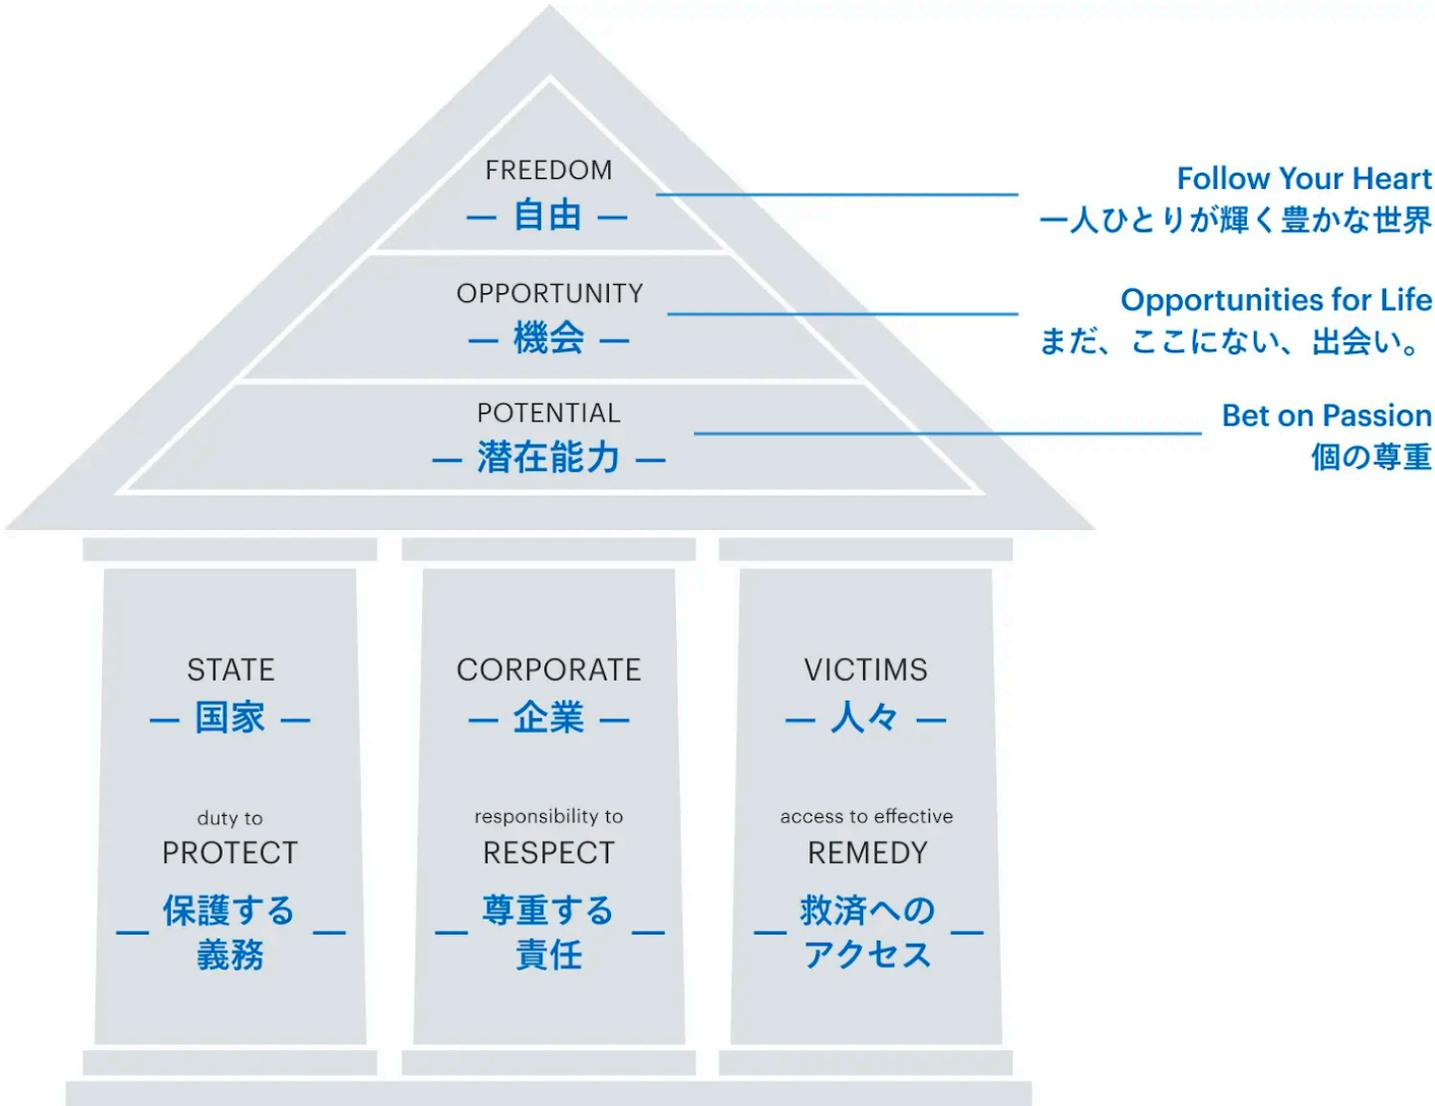 FREEDOM
— 自由 —
Follow Your Heart
一人ひとりが輝く豊かな世界
OPPORTUNITY
— 機会 —
Opportunities for Life
まだ、ここにない、出会い。
POTENTIAL
— 潜在能力 —
Bet on Passion
個の尊重
STATE
— 国家 —
duty to
PROTECT
— 保護する
義務 —
CORPORATE
— 企業 —
responsibility to
RESPECT
— 尊重する
責任 —
VICTIMS
— 人々 —
access to effective
REMEDY
— 救済への
アクセス —